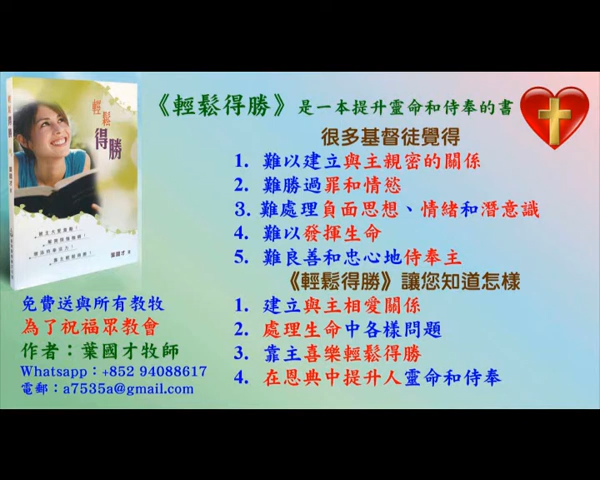 《輕鬆得勝》是一本提升靈命和侍奉的書
很多基督徒覺得
1. 難以建立與主親密的關係
2. 難勝過罪和情慾
3. 難處理負面思想、情緒和潛意識
4. 難以發揮生命
5. 難良善和忠心地侍奉主
《輕鬆得勝》讓您知道怎樣
1. 建立與主相愛關係
2. 處理生命中各樣問題
3. 靠主喜樂輕鬆得勝
4. 在恩典中提升人靈命和侍奉
輕鬆
得勝
葉國才 著
免費送與所有教牧
為了祝福眾教會
作者：葉國才牧師
Whatsapp：+852 94088617
電郵：a7535a@gmail.com